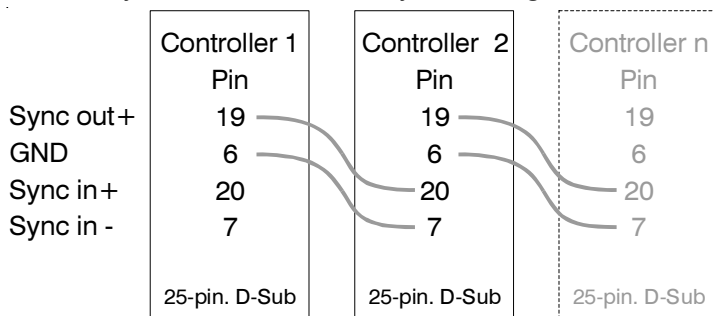 Controller 1 Controller 2 Controller n
Pin Pin Pin
Sync out+ 19 19 19
GND 6 6 6
Sync in+ 20 20 20
Sync in - 7 7 7
25-pin. D-Sub 25-pin. D-Sub 25-pin. D-Sub